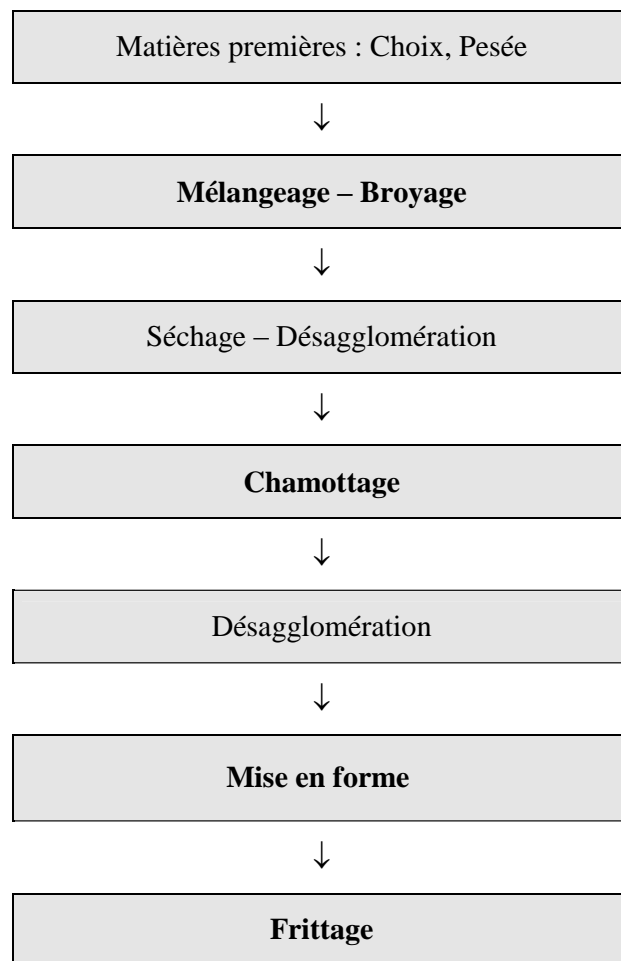 Matières premières : Choix, Pesée
↓
Mélangeage – Broyage
↓
Séchage – Désagglomération
↓
Chamottage
↓
Désagglomération
↓
Mise en forme
↓
Frittage